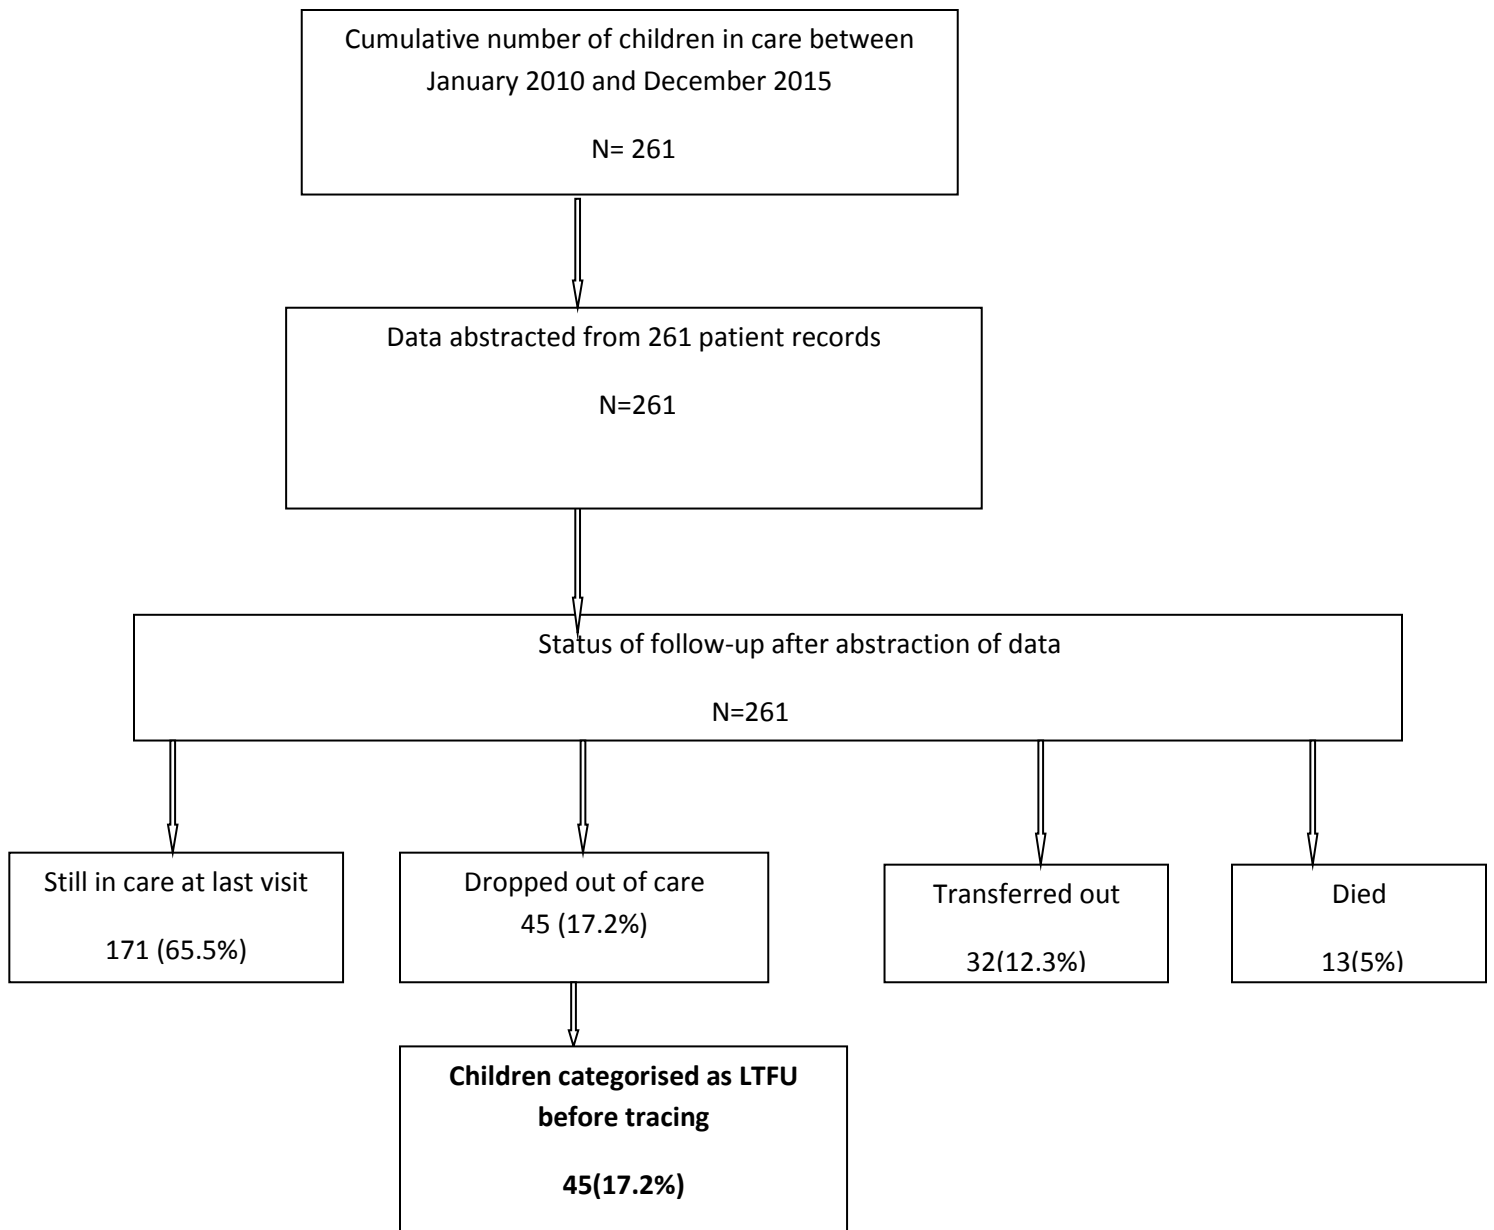 Cumulative number of children in care between
January 2010 and December 2015
N= 261
Data abstracted from 261 patient records
N=261
Status of follow-up after abstraction of data
N=261
Still in care at last visit
171 (65.5%)
Dropped out of care
45 (17.2%)
Transferred out
32(12.3%)
Died
13(5%)
Children categorised as LTFU
before tracing
45(17.2%)